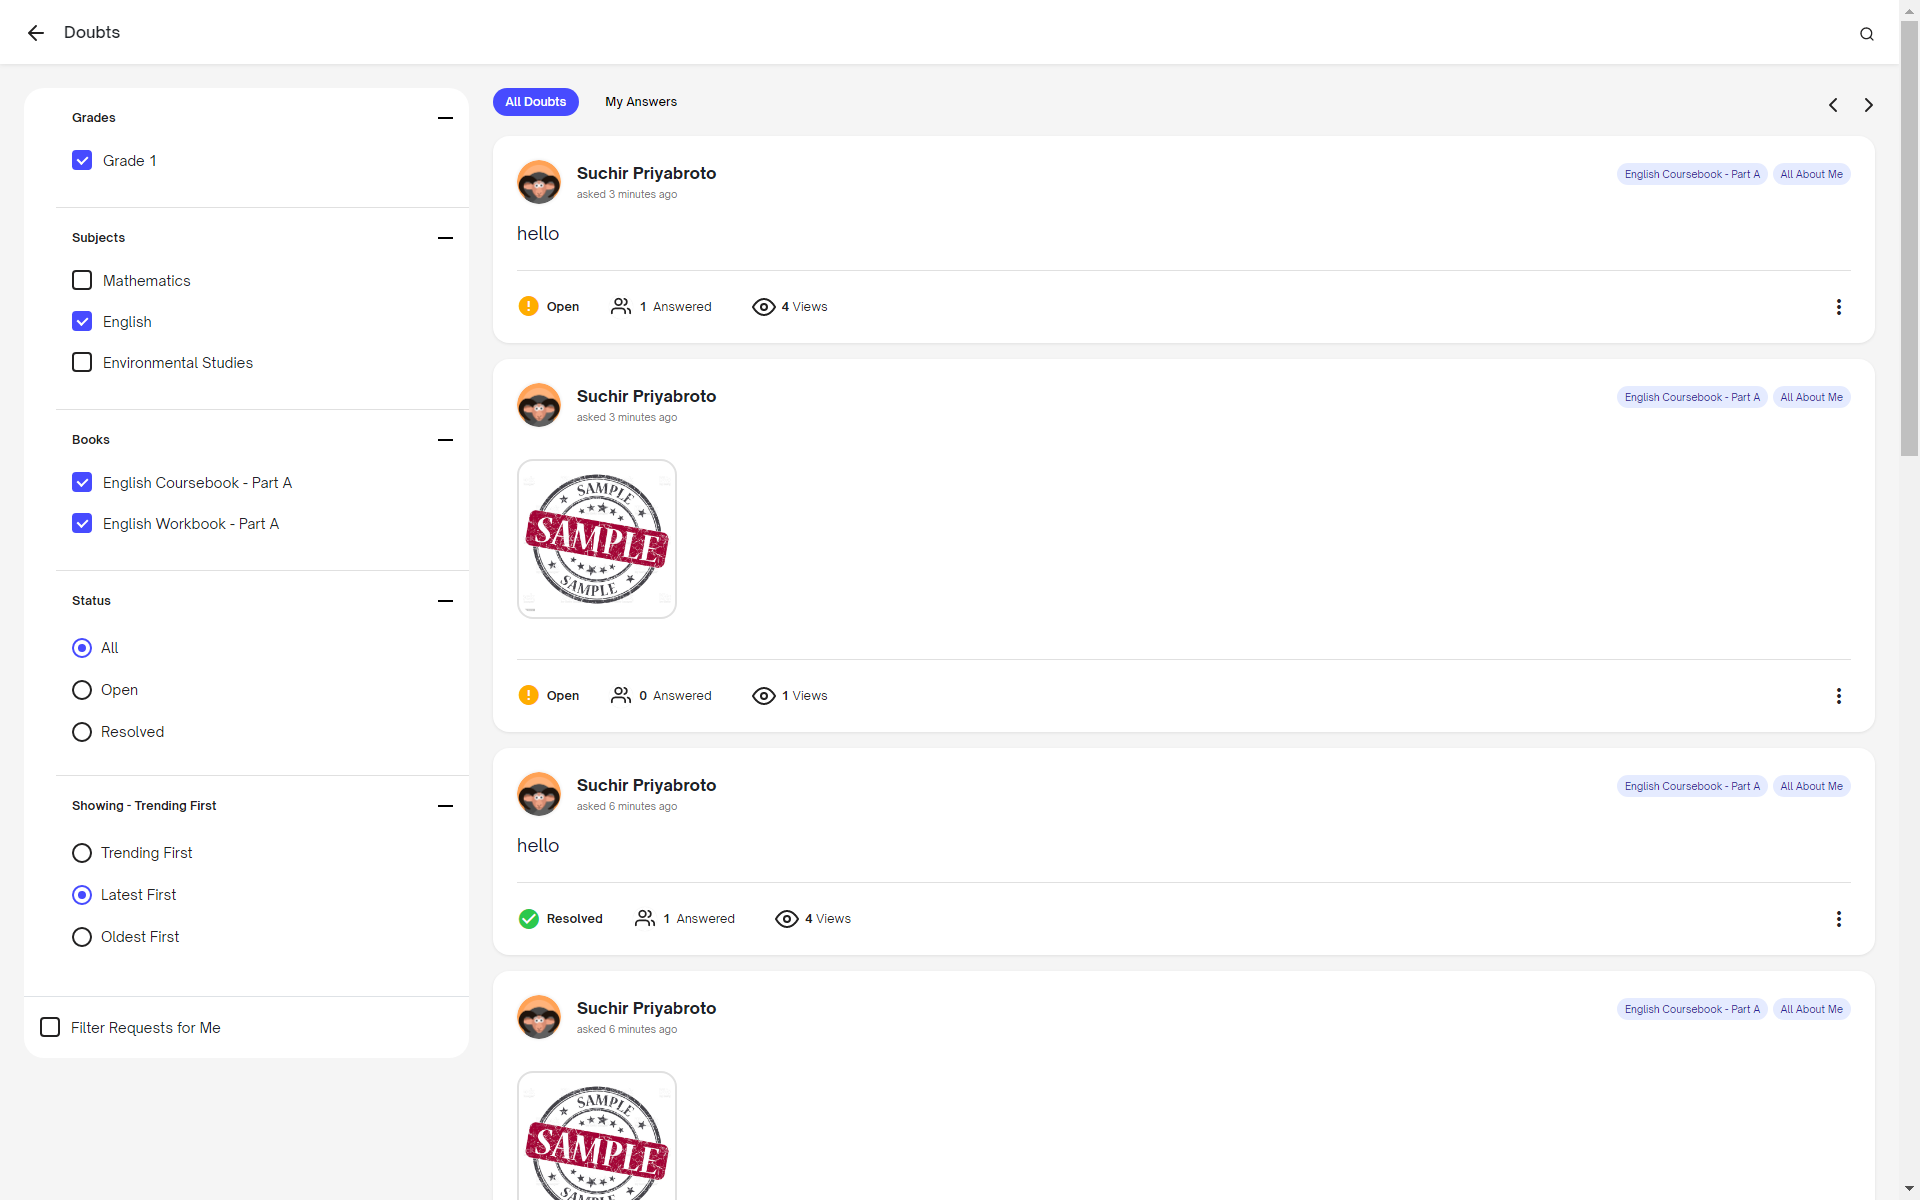 Doubts
Grades
Grade 1
Subjects
Mathematics
English
Environmental Studies
Books
English Coursebook - Part A
English Workbook - Part A
Status
All
Open
Resolved
Showing - Trending First
Trending First
Latest First
Oldest First
Filter Requests for Me
All Doubts My Answers
Suchir Priyabroto
asked 3 minutes ago
English Coursebook - Part A All About Me
hello
Open 1 Answered 4 Views
Suchir Priyabroto
asked 3 minutes ago
English Coursebook - Part A All About Me
SAMPLE
SAMPLE
SAMPLE
Open 0 Answered 1 Views
Suchir Priyabroto
asked 6 minutes ago
English Coursebook - Part A All About Me
hello
Resolved 1 Answered 4 Views
Suchir Priyabroto
asked 6 minutes ago
English Coursebook - Part A All About Me
SAMPLE
SAMPLE
SAMPLE